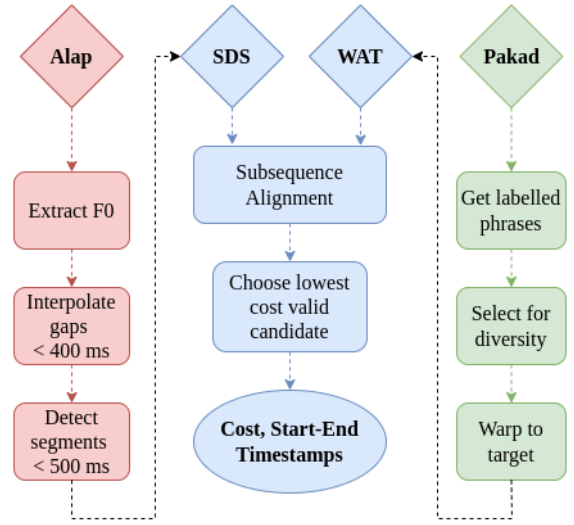 Alap
SDS
WAT
Pakad
Extract F0
Subsequence
Alignment
Get labelled
phrases
Interpolate
gaps
< 400 ms
Choose lowest
cost valid
candidate
Select for
diversity
Detect
segments
< 500 ms
Cost, Start-End
Timestamps
Warp to
target